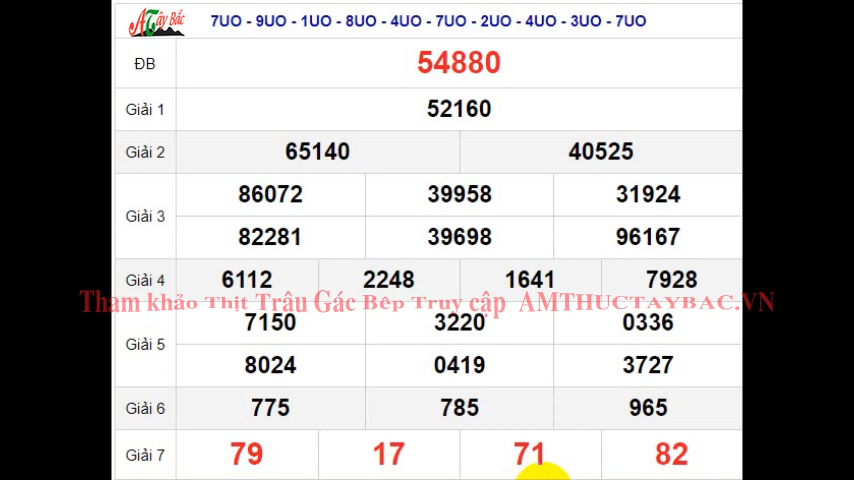 ATây Bắc
7UO - 9UO - 1UO - 8UO - 4UO - 7UO - 2UO - 4UO - 3UO - 7UO
ĐB 54880
Giải 1 52160
Giải 2 65140 40525
Giải 3 86072 39958 31924
82281 39698 96167
Giải 4 6112 2248 1641 7928
Tham khảo Thịt Trâu Gác Bếp Truy cập AMTHUCTAYBAC.VN
Giải 5 7150 3220 0336
8024 0419 3727
Giải 6 775 785 965
Giải 7 79 17 71 82